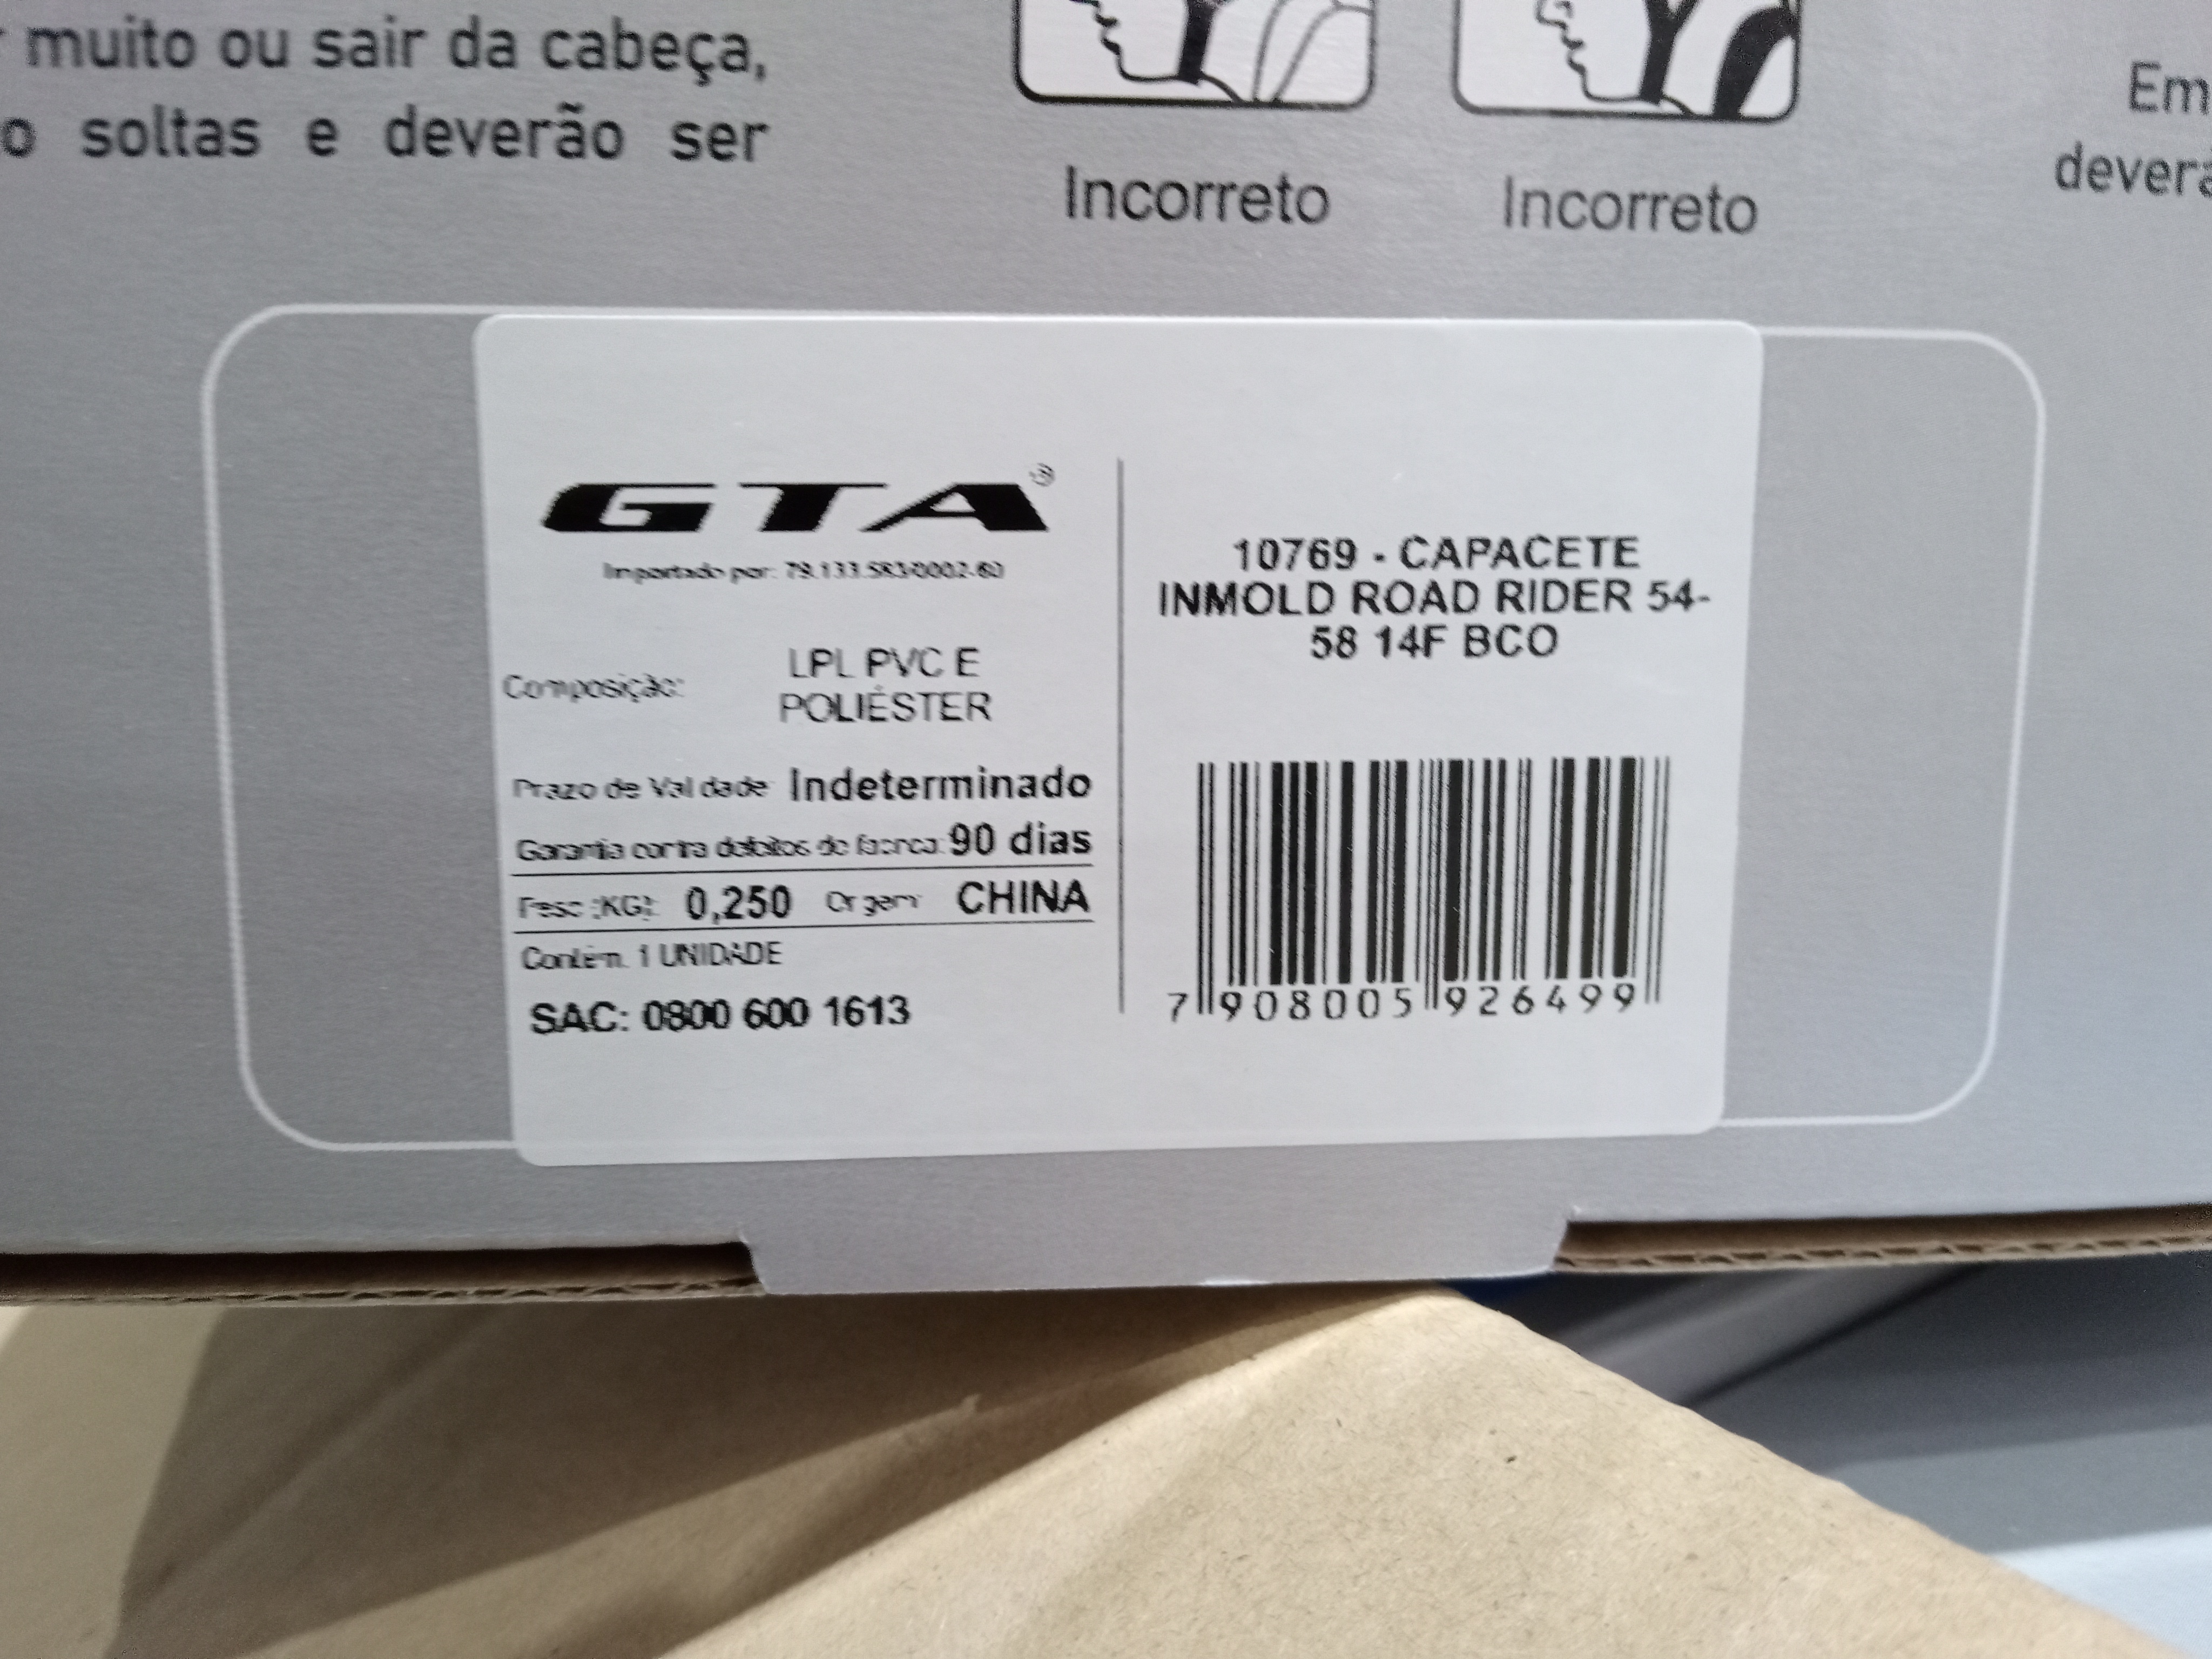 muito ou sair da cabeça,
o soltas e deverão ser
Incorreto
Incorreto
Em
deverá
GTA®
Importado por: 79.133.583/0002-60
Composição: LPL PVC E
POLIÉSTER
Prazo de Validade Indeterminado
Garantia contra defeitos de fabrica: 90 dias
Peso (KG): 0,250 Origem CHINA
Contém. 1 UNIDADE
SAC: 0800 600 1613
10769 - CAPACETE
INMOLD ROAD RIDER 54-
58 14F BCO
7 908005 926499